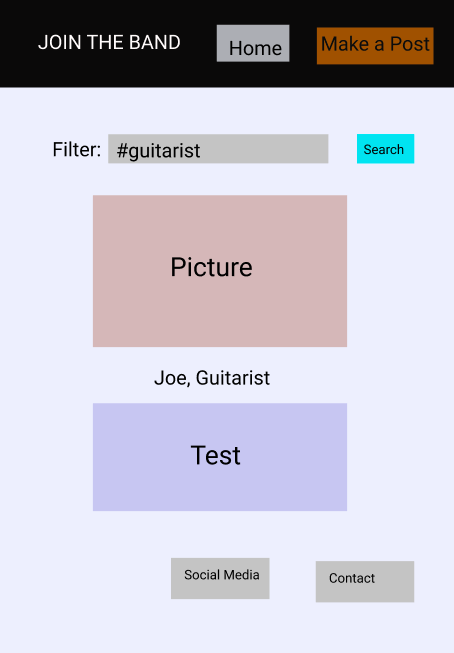 JOIN THE BAND
Home
Make a Post
Filter:
#guitarist
Search
Picture
Joe, Guitarist
Test
Social Media
Contact